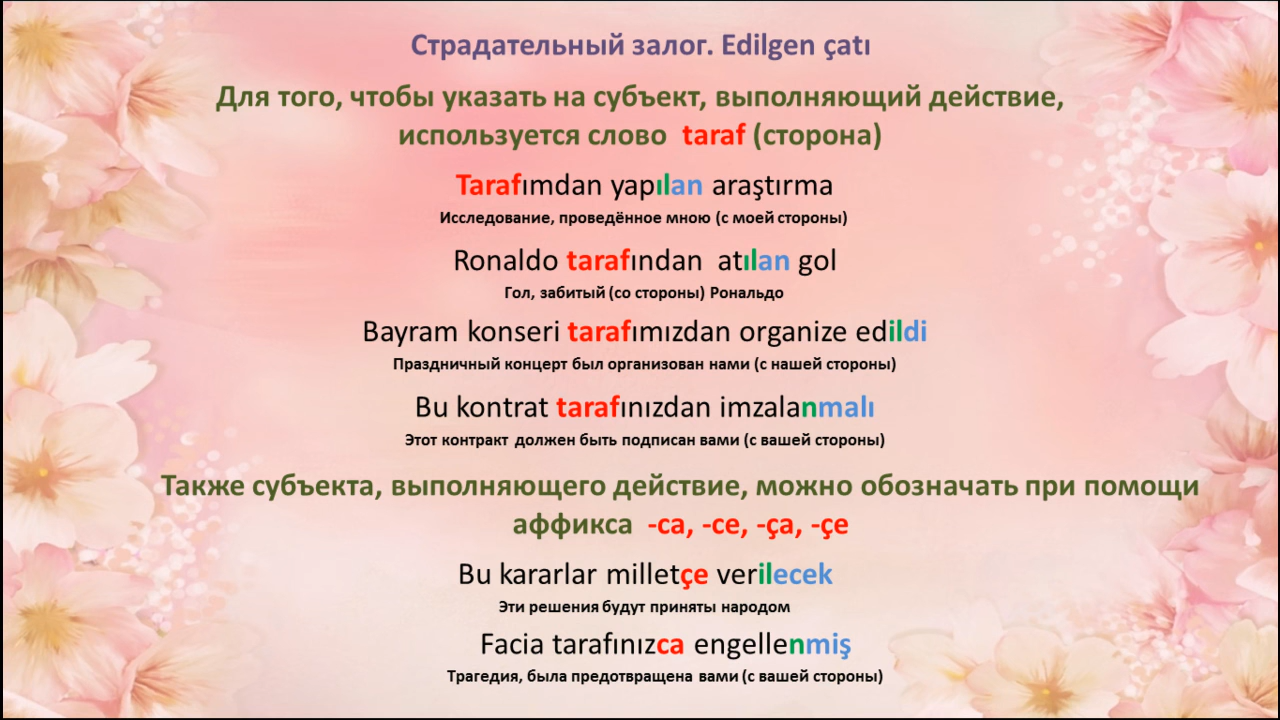 Страдательный залог. Edilgen çatı
Для того, чтобы указать на субъект, выполняющий действие,
используется слово taraf (сторона)
Tarafımdan yapılan araştırma
Исследование, проведённое мною (с моей стороны)
Ronaldo tarafından atılan gol
Гол, забитый (со стороны) Рональдо
Bayram konseri tarafımızdan organize edildi
Праздничный концерт был организован нами (с нашей стороны)
Bu kontrat tarafınızdan imzalanmalı
Этот контракт должен быть подписан вами (с вашей стороны)
Также субъекта, выполняющего действие, можно обозначать при помощи
аффикса -ca, -ce, -ça, -çe
Bu kararlar milletçe verilecek
Эти решения будут приняты народом
Facia tarafınızca engellenmiş
Трагедия, была предотвращена вами (с вашей стороны)